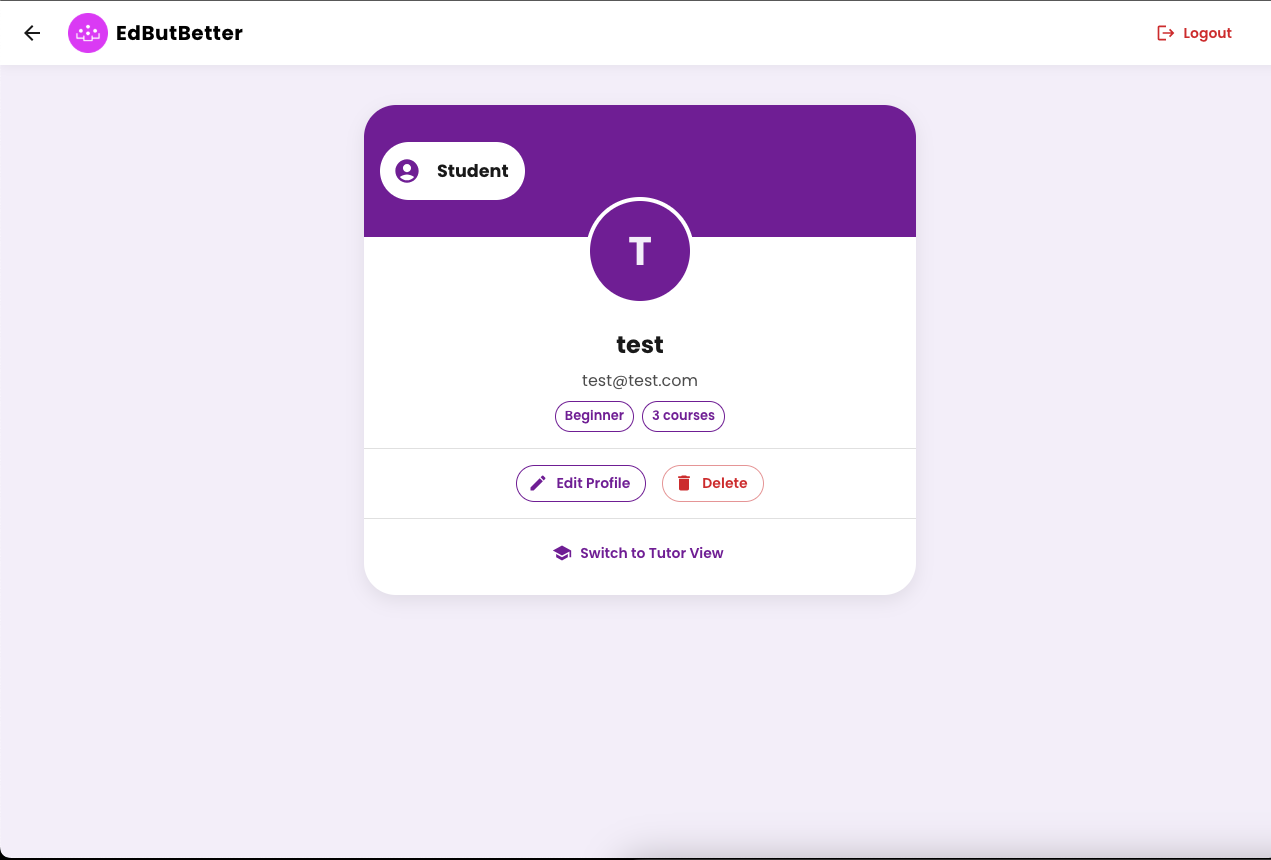 EdButBetter
Logout
Student
T
test
test@test.com
Beginner 3 courses
Edit Profile Delete
Switch to Tutor View